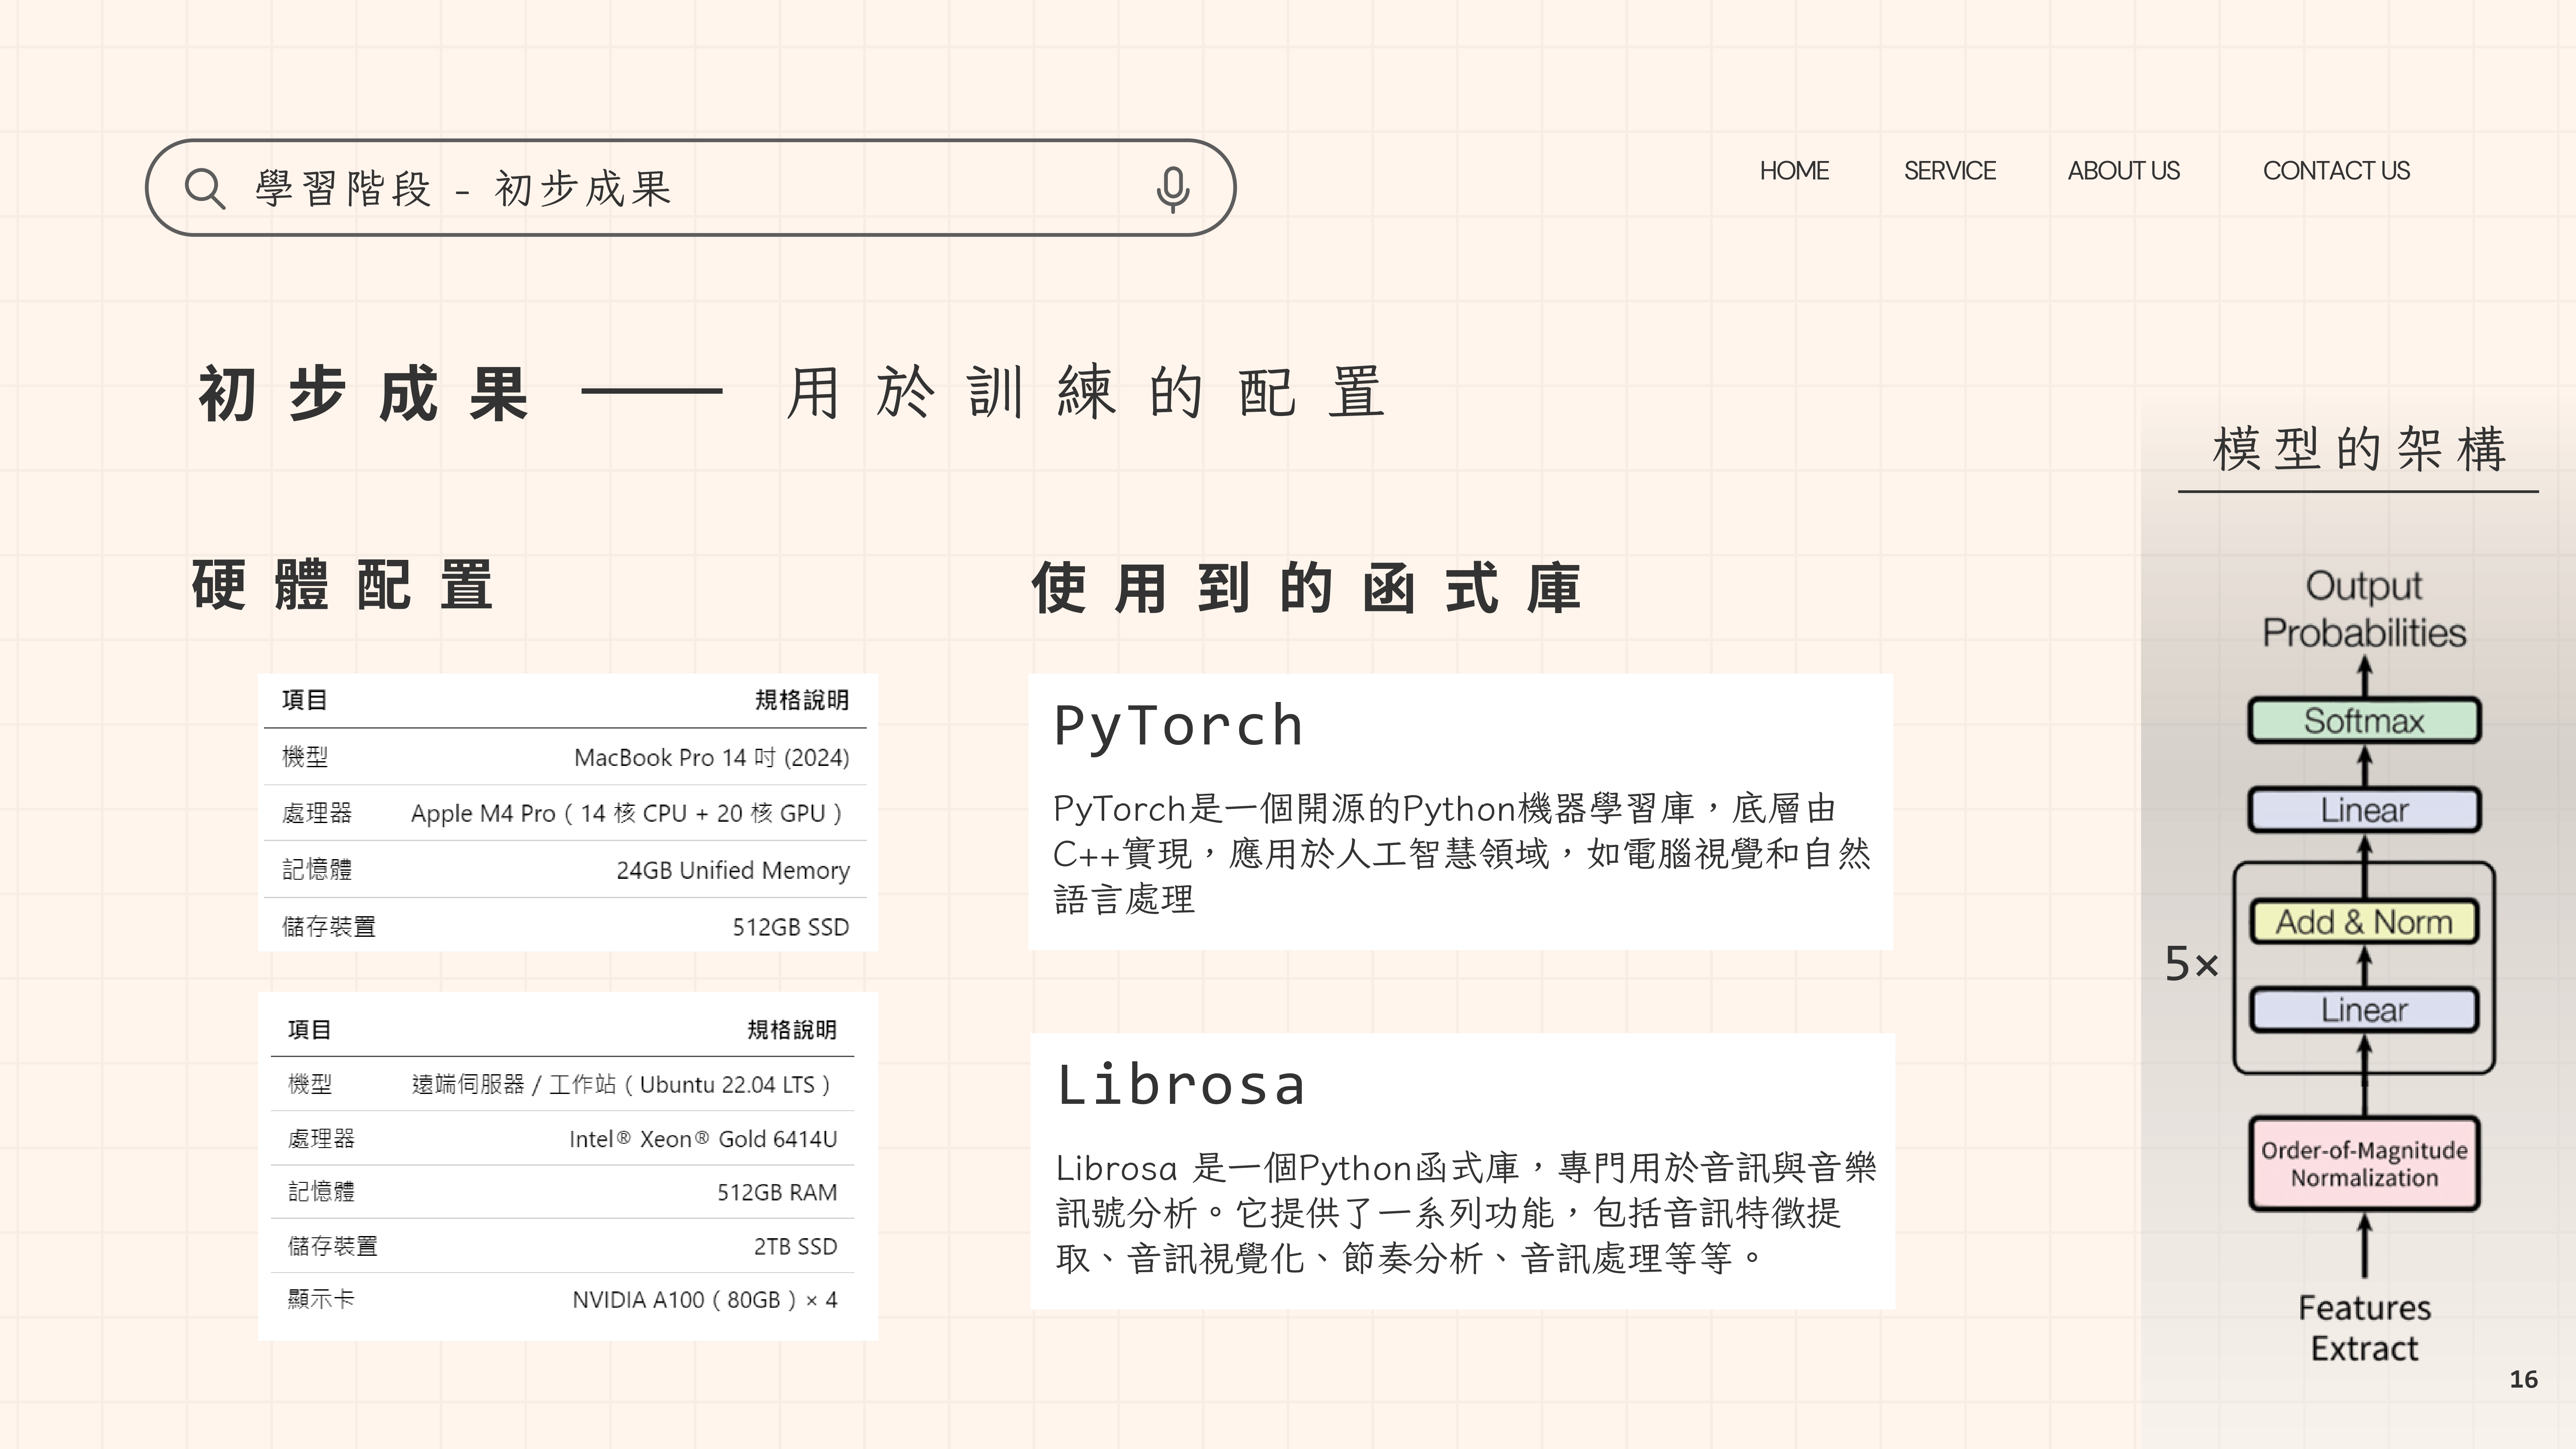 學習階段 - 初步成果
HOME SERVICE ABOUT US CONTACT US
初步成果 —— 用於訓練的配置
硬體配置
項目 規格說明
機型 MacBook Pro 14 吋 (2024)
處理器 Apple M4 Pro（14 核 CPU + 20 核 GPU）
記憶體 24GB Unified Memory
儲存裝置 512GB SSD
項目 規格說明
機型 遠端伺服器 / 工作站（Ubuntu 22.04 LTS）
處理器 Intel® Xeon® Gold 6414U
記憶體 512GB RAM
儲存裝置 2TB SSD
顯示卡 NVIDIA A100（80GB）× 4
使用到的函式庫
PyTorch
PyTorch是一個開源的Python機器學習庫，底層由
C++實現，應用於人工智慧領域，如電腦視覺和自然
語言處理
Librosa
Librosa 是一個Python函式庫，專門用於音訊與音樂
訊號分析。它提供了一系列功能，包括音訊特徵提
取、音訊視覺化、節奏分析、音訊處理等等。
模型的架構
Output
Probabilities
Softmax
Linear
Add & Norm
5×
Linear
Order-of-Magnitude
Normalization
Features
Extract
16